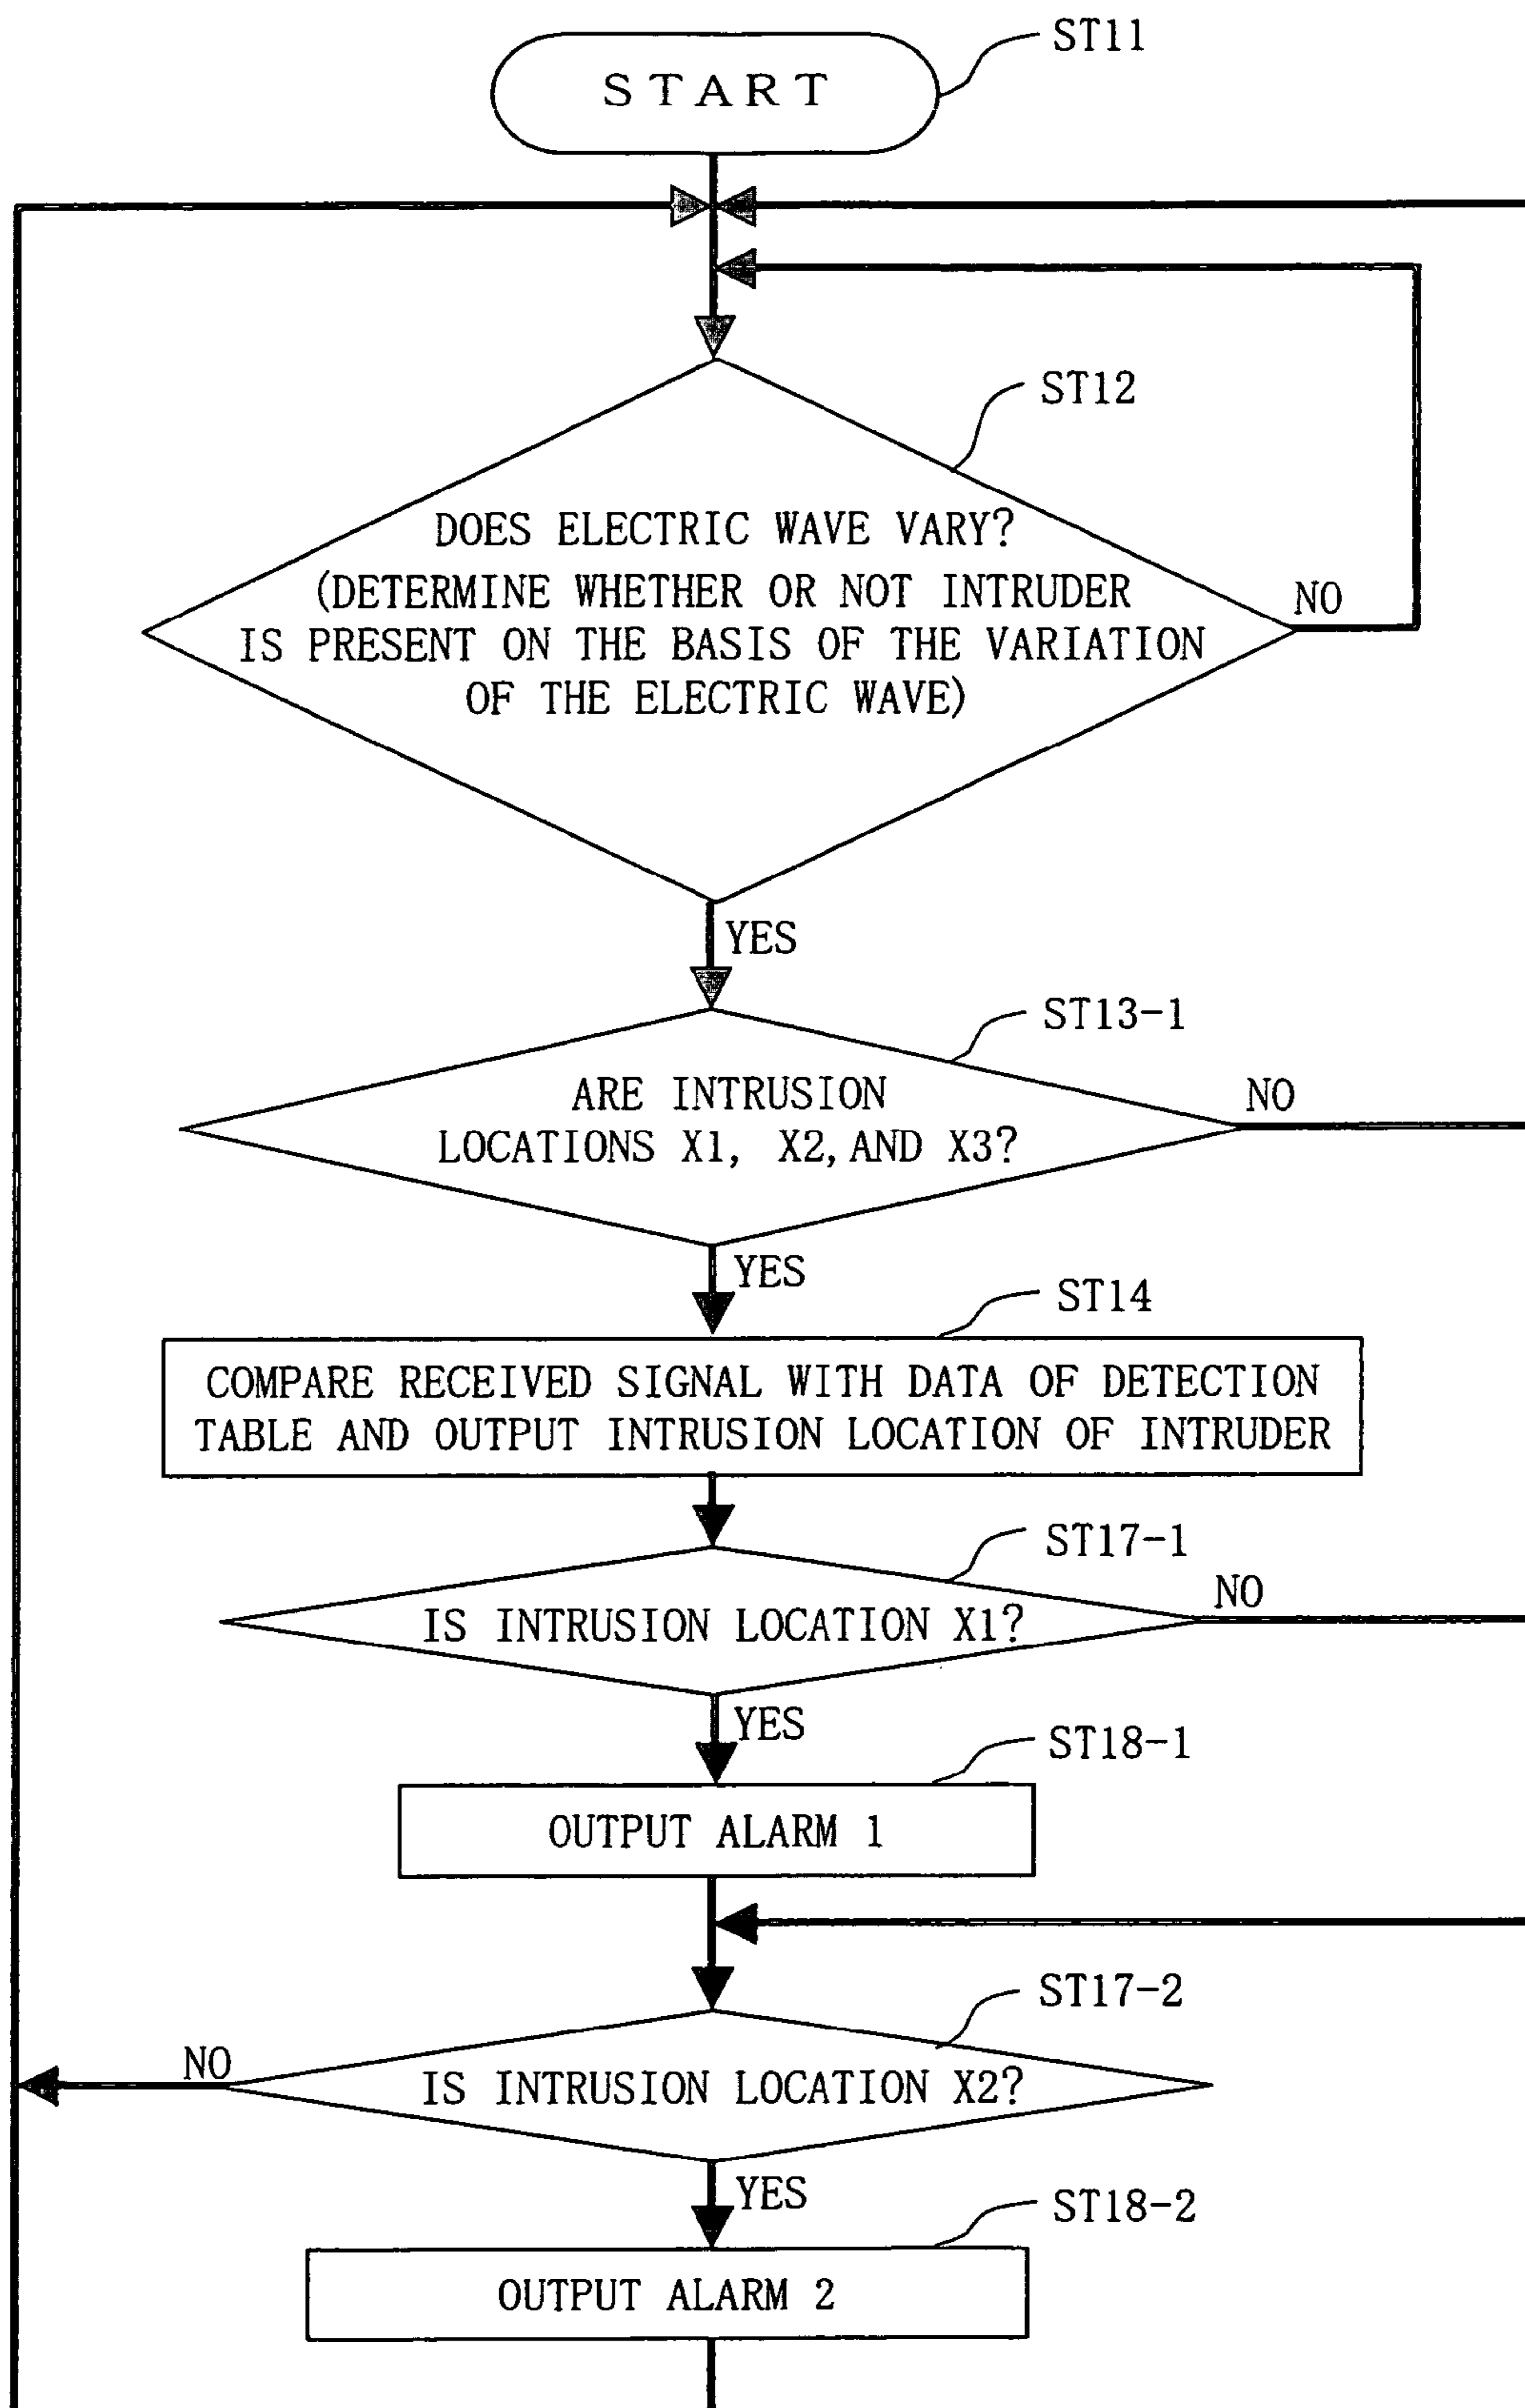 ST11
START
ST12
DOES ELECTRIC WAVE VARY?
(DETERMINE WHETHER OR NOT INTRUDER
IS PRESENT ON THE BASIS OF THE VARIATION
OF THE ELECTRIC WAVE)
NO
YES
ST13-1
ARE INTRUSION
LOCATIONS X1, X2, AND X3?
NO
YES
ST14
COMPARE RECEIVED SIGNAL WITH DATA OF DETECTION
TABLE AND OUTPUT INTRUSION LOCATION OF INTRUDER
ST17-1
IS INTRUSION LOCATION X1?
NO
YES
ST18-1
OUTPUT ALARM 1
ST17-2
NO
IS INTRUSION LOCATION X2?
YES
ST18-2
OUTPUT ALARM 2